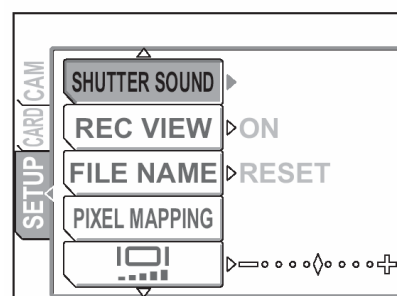 CAM
CARD
SETUP
SHUTTER SOUND
REC VIEW ON
FILE NAME RESET
PIXEL MAPPING